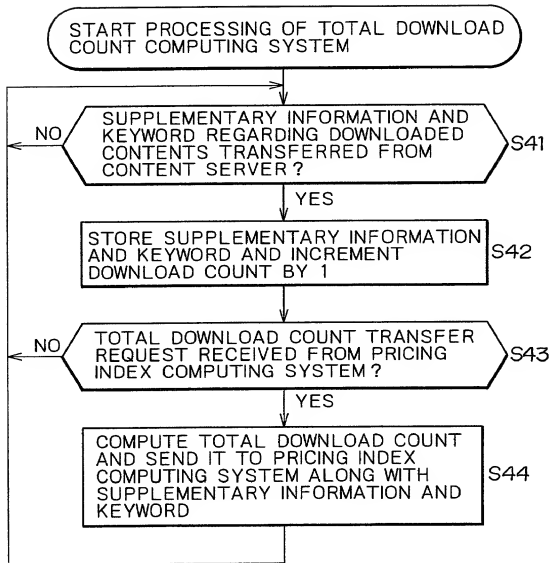 START PROCESSING OF TOTAL DOWNLOAD
COUNT COMPUTING SYSTEM
SUPPLEMENTARY INFORMATION AND
KEYWORD REGARDING DOWNLOADED
CONTENTS TRANSFERRED FROM
CONTENT SERVER?
NO
S41
YES
STORE SUPPLEMENTARY INFORMATION
AND KEYWORD AND INCREMENT
DOWNLOAD COUNT BY 1
S42
TOTAL DOWNLOAD COUNT TRANSFER
REQUEST RECEIVED FROM PRICING
INDEX COMPUTING SYSTEM?
NO
S43
YES
COMPUTE TOTAL DOWNLOAD COUNT
AND SEND IT TO PRICING INDEX
COMPUTING SYSTEM ALONG WITH
SUPPLEMENTARY INFORMATION AND
KEYWORD
S44